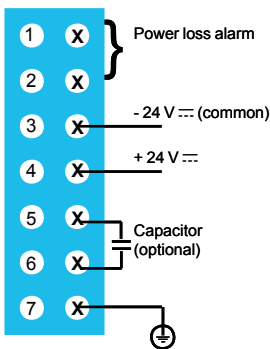 1 X Power loss alarm
2 X
3 X - 24 V ⎓ (common)
4 X + 24 V ⎓
5 X Capacitor
(optional)
6 X
7 X